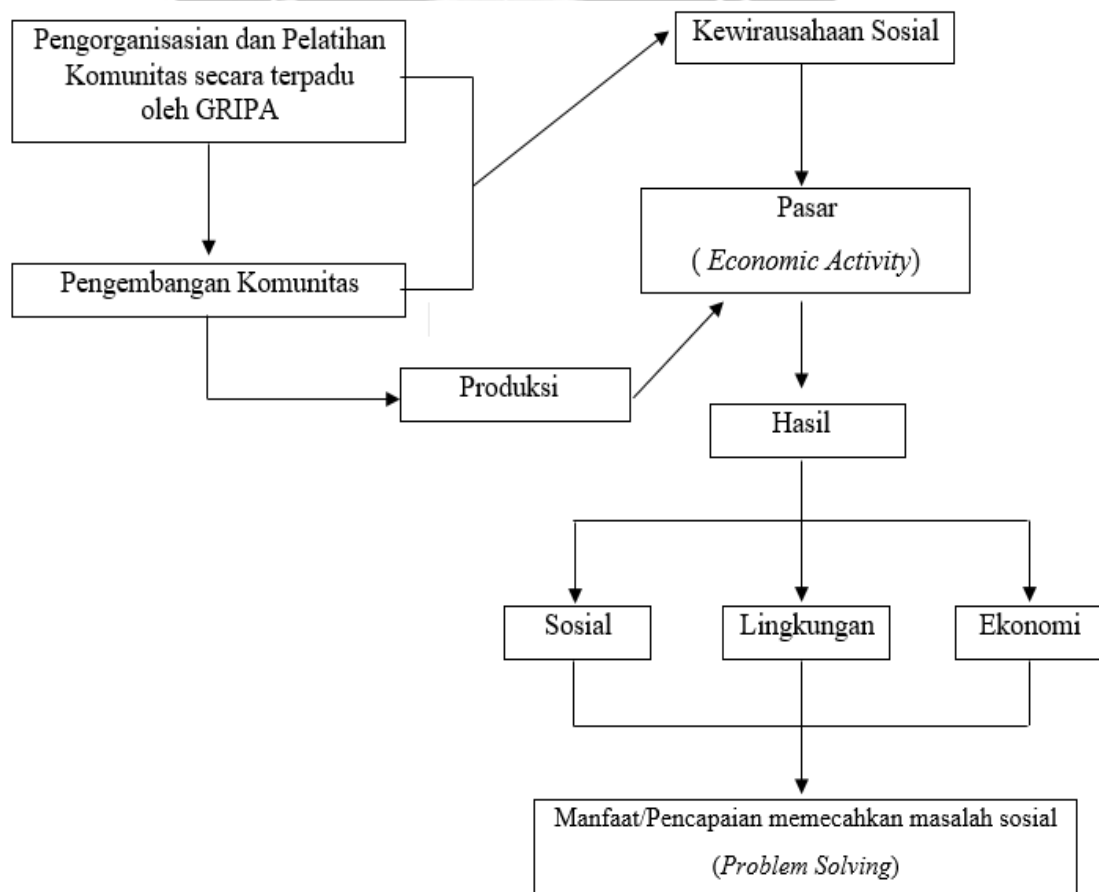 Pengorganisasian dan Pelatihan
Komunitas secara terpadu
oleh GRIPA
Kewirausahaan Sosial
Pasar
( Economic Activity)
Pengembangan Komunitas
Produksi
Hasil
Sosial
Lingkungan
Ekonomi
Manfaat/Pencapaian memecahkan masalah sosial
(Problem Solving)